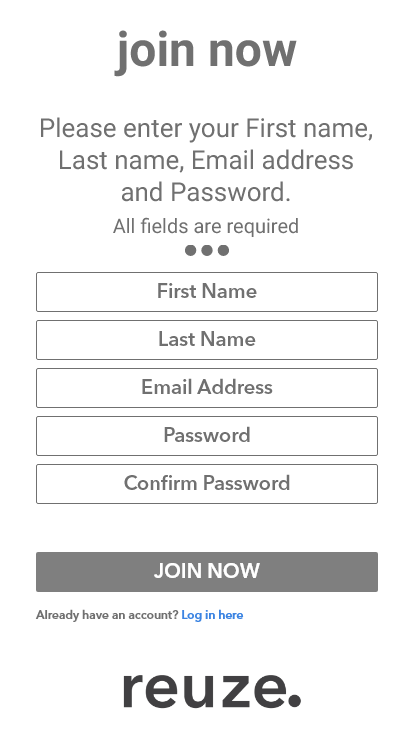 join now
Please enter your First name,
Last name, Email address
and Password.
All fields are required
First Name
Last Name
Email Address
Password
Confirm Password
JOIN NOW
Already have an account? Log in here
reuze.